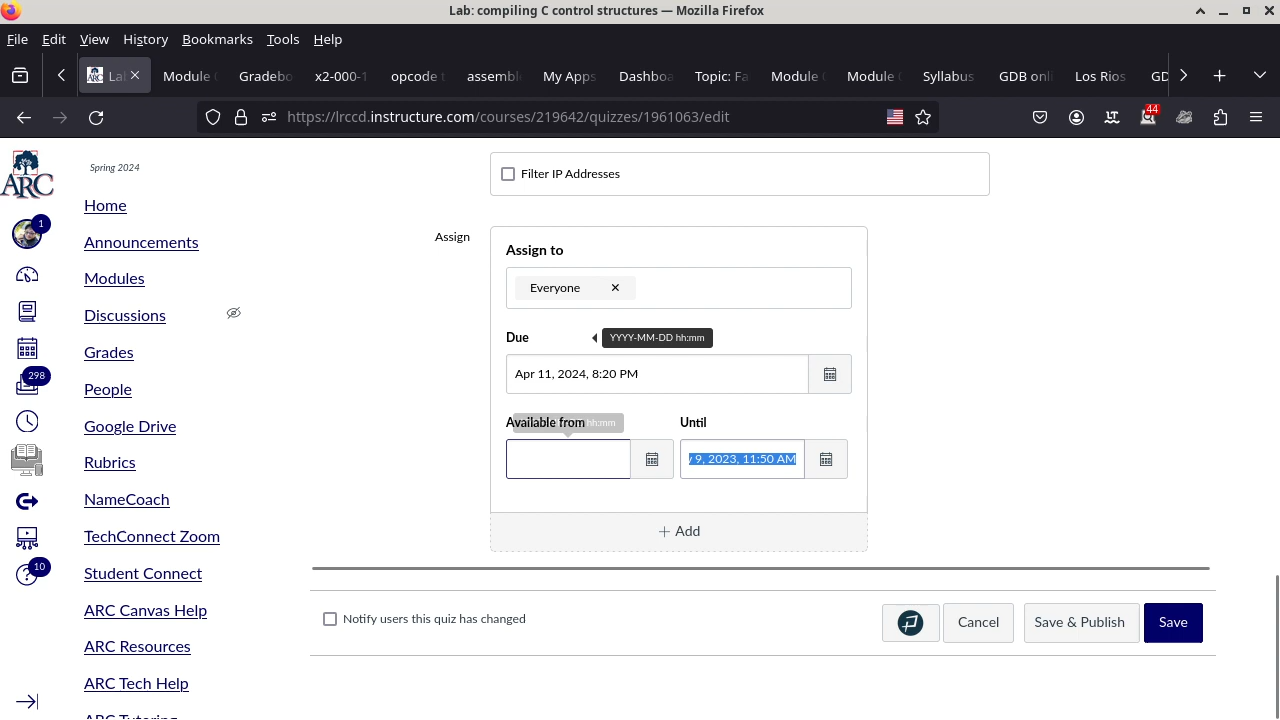 Lab: compiling C control structures — Mozilla Firefox
File Edit View History Bookmarks Tools Help
Lab Module Gradebo x2-000-1 opcode t assembl My Apps Dashboa Topic: Fa Module Module Syllabus GDB onli Los Rios GD
https://lrccd.instructure.com/courses/219642/quizzes/1961063/edit
44
ARC
Spring 2024
1
298
10
Home
Announcements
Modules
Discussions
Grades
People
Google Drive
Rubrics
NameCoach
TechConnect Zoom
Student Connect
ARC Canvas Help
ARC Resources
ARC Tech Help
ARC Tutoring
Filter IP Addresses
Assign
Assign to
Everyone
Due
YYYY-MM-DD hh:mm
Apr 11, 2024, 8:20 PM
Available from hh:mm
Until
y 9, 2023, 11:50 AM
+ Add
Notify users this quiz has changed
Cancel
Save & Publish
Save